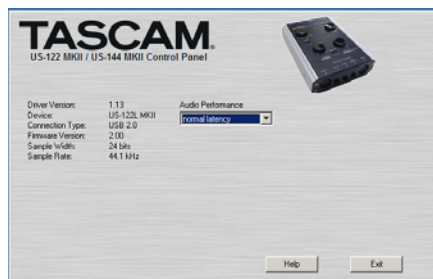 TASCAM.
US-122 MKII / US-144 MKII Control Panel
Driver Version: 1.13
Device: US-122L MKII
Connection Type: USB 2.0
Firmware Version: 2.00
Sample Width: 24 bits
Sample Rate: 44.1 kHz
Audio Performance
normal latency
Help
Exit